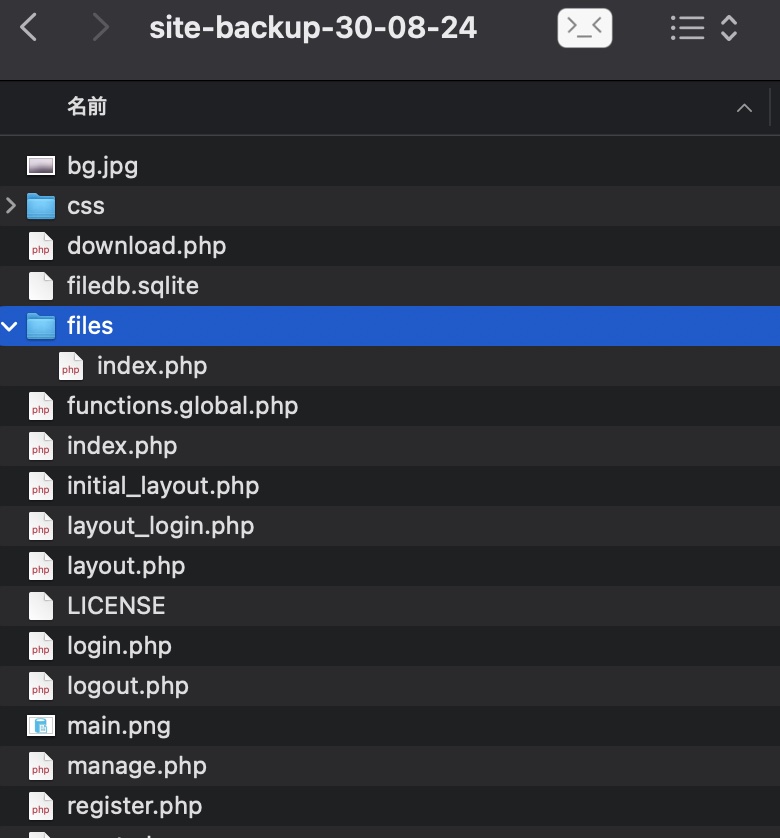 site-backup-30-08-24
名前
bg.jpg
css
php download.php
filedb.sqlite
files
php index.php
php functions.global.php
php index.php
php initial_layout.php
php layout_login.php
php layout.php
LICENSE
php login.php
php logout.php
main.png
php manage.php
php register.php